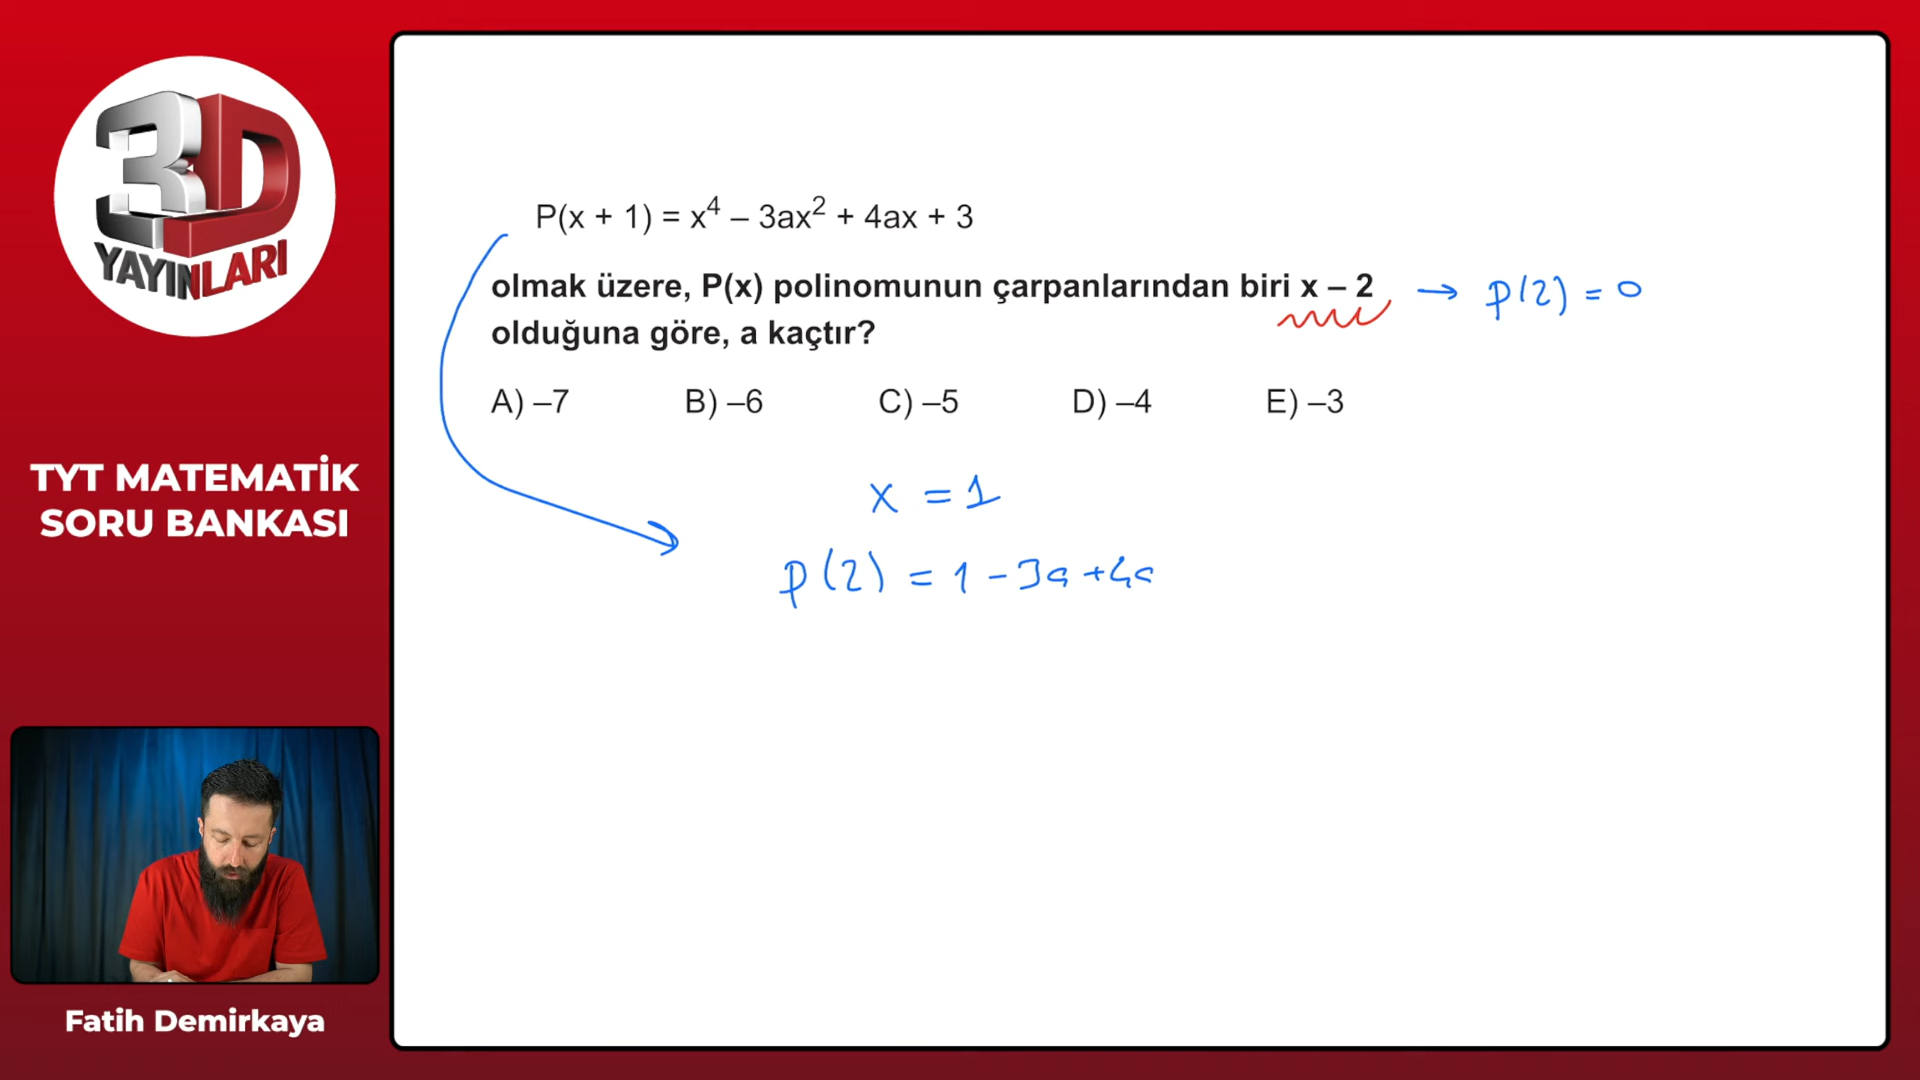 3D
YAYINLARI
TYT MATEMATİK
SORU BANKASI
Fatih Demirkaya
P(x + 1) = x⁴ – 3ax² + 4ax + 3
olmak üzere, P(x) polinomunun çarpanlarından biri x – 2 → P(2) = 0
olduğuna göre, a kaçtır?
A) –7 B) –6 C) –5 D) –4 E) –3
x = 1
P(2) = 1 - 3a + 4a